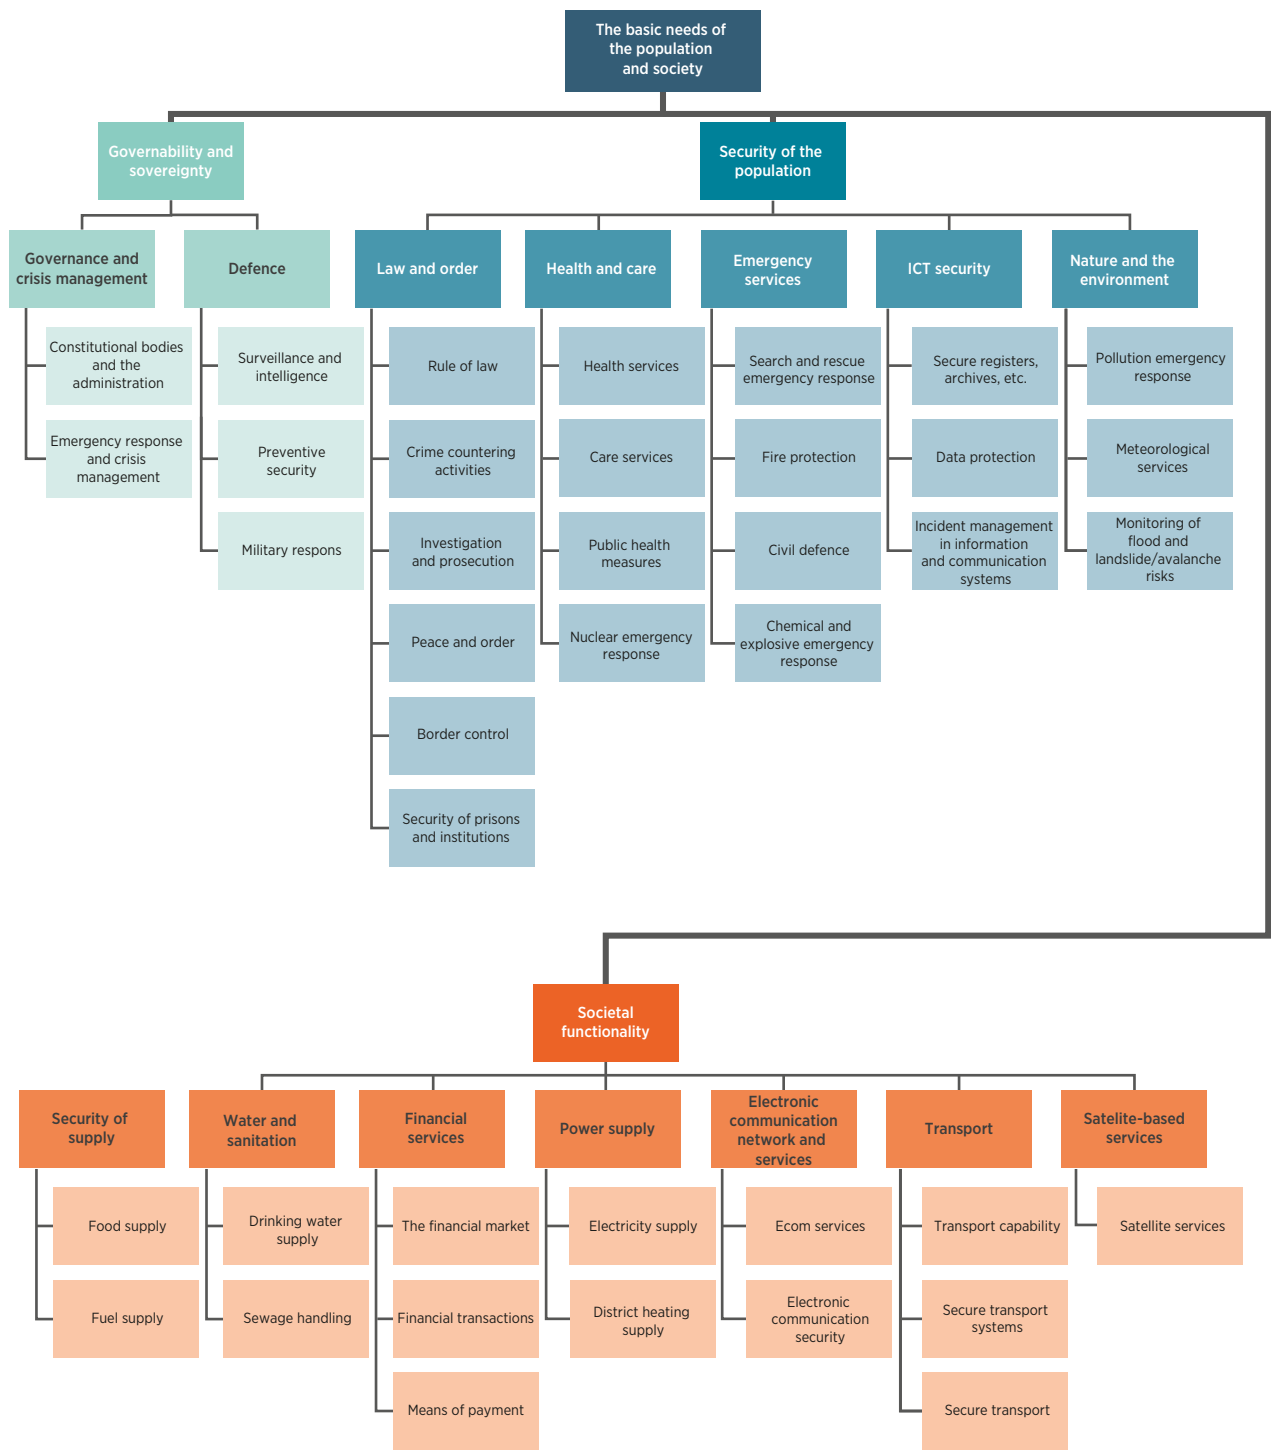 The basic needs of
the population
and society
Governability and
sovereignty
Security of the
population
Governance and
crisis management
Defence
Law and order
Health and care
Emergency
services
ICT security
Nature and the
environment
Constitutional bodies
and the
administration
Emergency response
and crisis
management
Surveillance and
intelligence
Preventive
security
Military respons
Rule of law
Crime countering
activities
Investigation
and prosecution
Peace and order
Border control
Security of prisons
and institutions
Health services
Care services
Public health
measures
Nuclear emergency
response
Search and rescue
emergency response
Fire protection
Civil defence
Chemical and
explosive emergency
response
Secure registers,
archives, etc.
Data protection
Incident management
in information
and communication
systems
Pollution emergency
response
Meteorological
services
Monitoring of
flood and
landslide/avalanche
risks
Societal
functionality
Security of
supply
Water and
sanitation
Financial
services
Power supply
Electronic
communication
network and
services
Transport
Satelite-based
services
Food supply
Fuel supply
Drinking water
supply
Sewage handling
The financial market
Financial transactions
Means of payment
Electricity supply
District heating
supply
Ecom services
Electronic
communication
security
Transport capability
Secure transport
systems
Secure transport
Satellite services